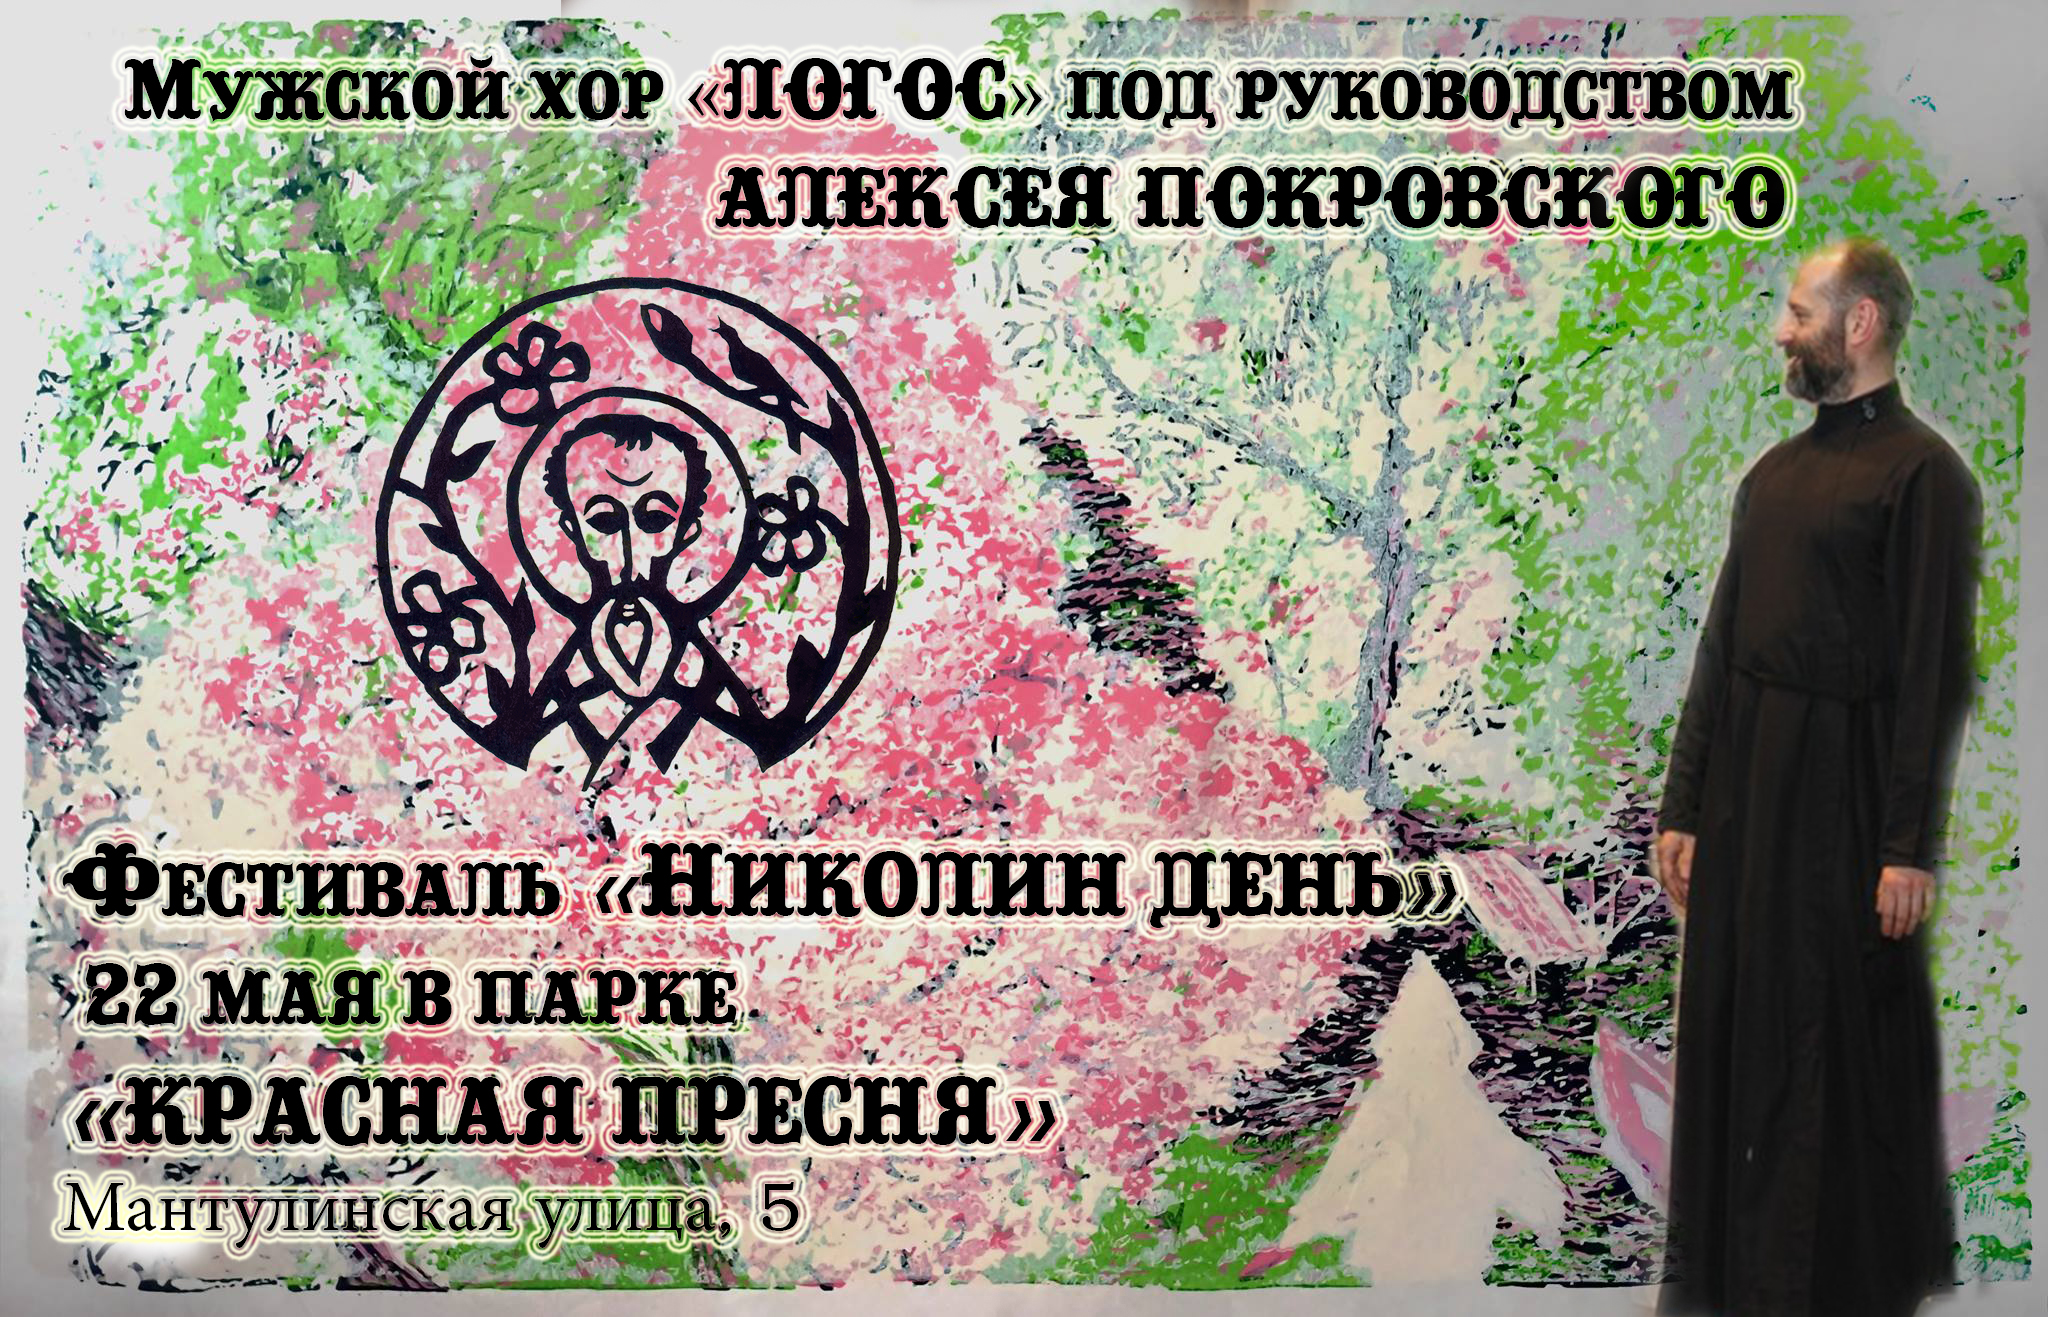 Мужской хор «ЛОГОС» под руководством
АЛЕКСЕЯ ПОКРОВСКОГО
Фестиваль «Николин день»
22 мая в парке
«КРАСНАЯ ПРЕСНЯ»
Мантулинская улица, 5